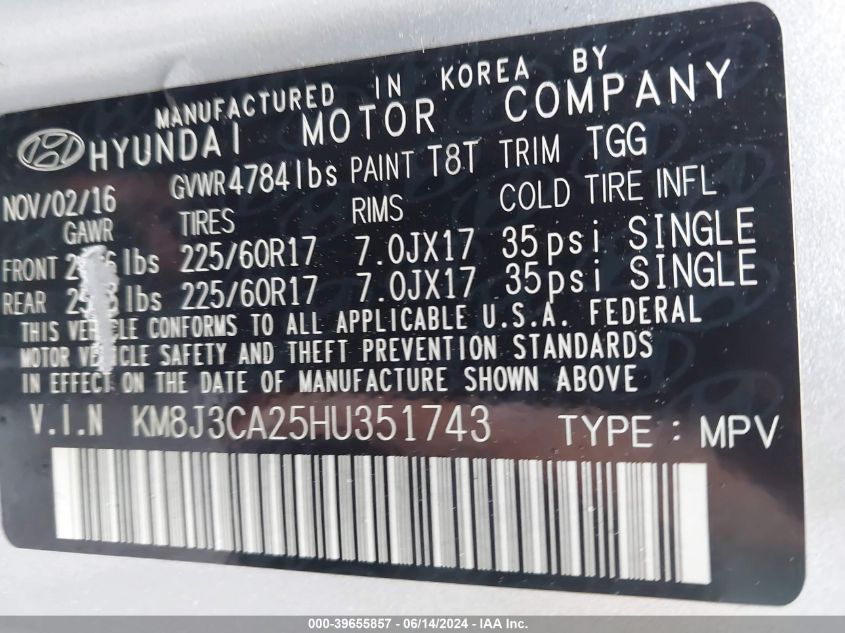 MANUFACTURED IN KOREA BY
HYUNDAI MOTOR COMPANY
NOV/02/16 GVWR 4784lbs PAINT T8T TRIM TGG
GAWR TIRES RIMS COLD TIRE INFL
FRONT lbs 225/60R17 7.0JX17 35psi SINGLE
REAR lbs 225/60R17 7.0JX17 35psi SINGLE
THIS VEHICLE CONFORMS TO ALL APPLICABLE U.S.A. FEDERAL
MOTOR VEHICLE SAFETY AND THEFT PREVENTION STANDARDS
IN EFFECT ON THE DATE OF MANUFACTURE SHOWN ABOVE
V.I.N KM8J3CA25HU351743 TYPE : MPV
000-39655857 - 06/14/2024 - IAA Inc.